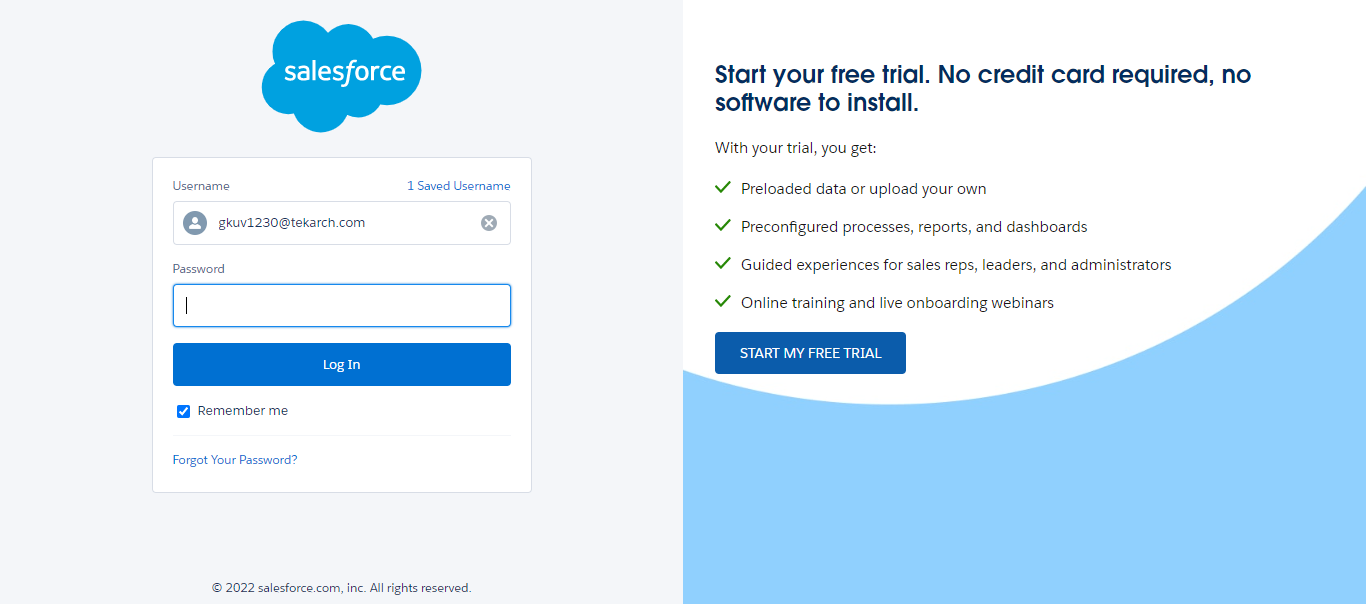 salesforce
Username
1 Saved Username
gkuv1230@tekarch.com
Password
Log In
Remember me
Forgot Your Password?
© 2022 salesforce.com, inc. All rights reserved.
Start your free trial. No credit card required, no
software to install.
With your trial, you get:
Preloaded data or upload your own
Preconfigured processes, reports, and dashboards
Guided experiences for sales reps, leaders, and administrators
Online training and live onboarding webinars
START MY FREE TRIAL